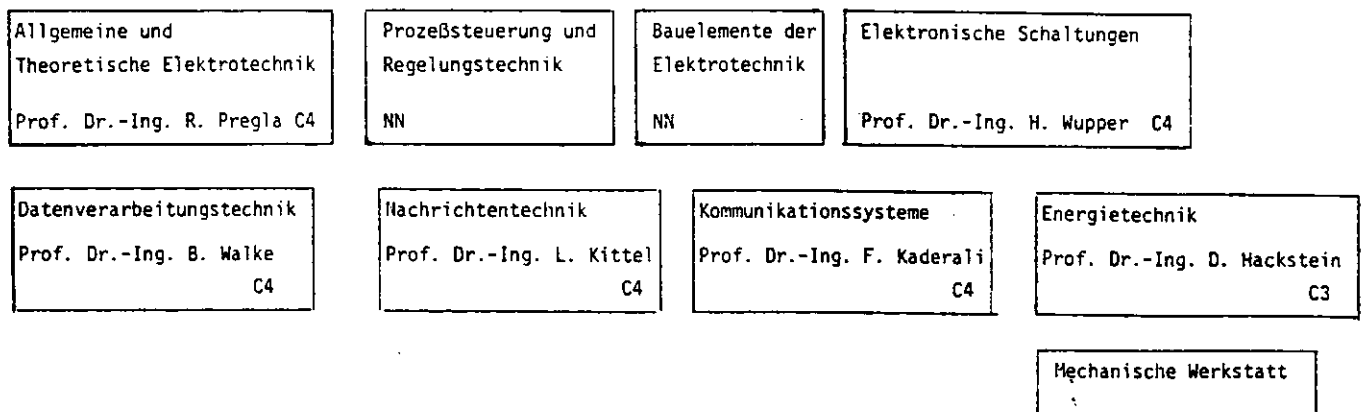 Allgemeine und
Theoretische Elektrotechnik
Prof. Dr.-Ing. R. Pregla C4
Prozeßsteuerung und
Regelungstechnik
NN
Bauelemente der
Elektrotechnik
NN
Elektronische Schaltungen
Prof. Dr.-Ing. H. Wupper C4
Datenverarbeitungstechnik
Prof. Dr.-Ing. B. Walke
C4
Nachrichtentechnik
Prof. Dr.-Ing. L. Kittel
C4
Kommunikationssysteme
Prof. Dr.-Ing. F. Kaderali
C4
Energietechnik
Prof. Dr.-Ing. D. Hackstein
C3
Mechanische Werkstatt